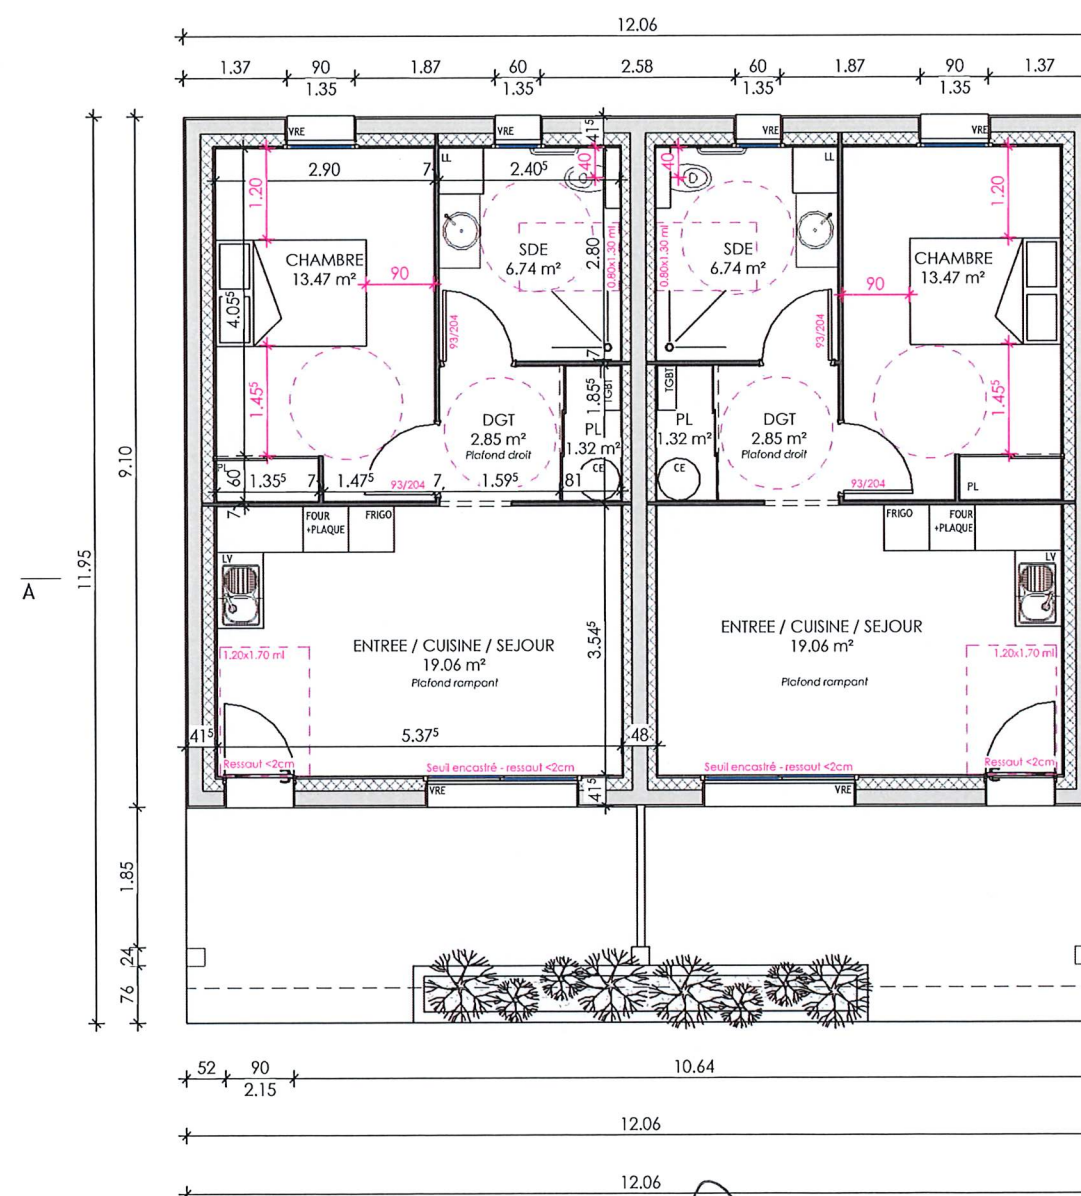 12.06
1.37 90 1.87 60 2.58 60 1.87 90 1.37
1.35 1.35 1.35 1.35
VRE VRE VRE VRE
41⁵
LL LL
2.90 7 2.40⁵
40 40
1.20 1.20
SDE
6.74 m²
SDE
6.74 m²
2.80
0.80x1.30 ml 0.80x1.30 ml
CHAMBRE
13.47 m²
CHAMBRE
13.47 m²
90 90
4.05⁵
93/204 93/204
7
1.45⁵ 1.45⁵
1.85⁵
TGBT TGBT
DGT
2.85 m²
Plafond droit
PL
1.32 m²
PL
1.32 m²
DGT
2.85 m²
Plafond droit
CE CE
PL PL
60 1.35⁵ 7 1.47⁵ 93/204 7 1.59⁵ 81 93/204
7
9.10
11.95
A
FOUR
+PLAQUE
FRIGO
FRIGO
FOUR
+PLAQUE
LV LV
ENTREE / CUISINE / SEJOUR
19.06 m²
Plafond rampant
ENTREE / CUISINE / SEJOUR
19.06 m²
Plafond rampant
3.54⁵
1.20x1.70 ml 1.20x1.70 ml
41⁵ 5.37⁵ 48
Ressaut <2cm Seuil encastré - ressaut <2cm Seuil encastré - ressaut <2cm Ressaut <2cm
VRE 41⁵ VRE
1.85
24
76
52 90 10.64
2.15
12.06
12.06